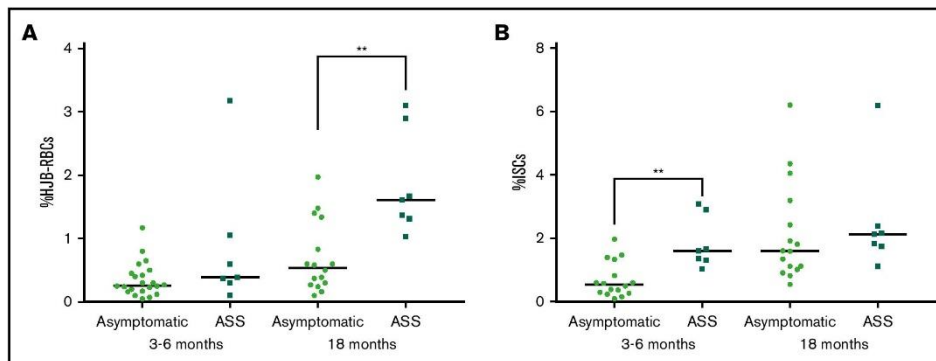 A
4
3
2
1
0
%HJB-RBCs
**
Asymptomatic ASS Asymptomatic ASS
3-6 months 18 months
B
8
6
4
2
0
%ISCs
**
Asymptomatic ASS Asymptomatic ASS
3-6 months 18 months